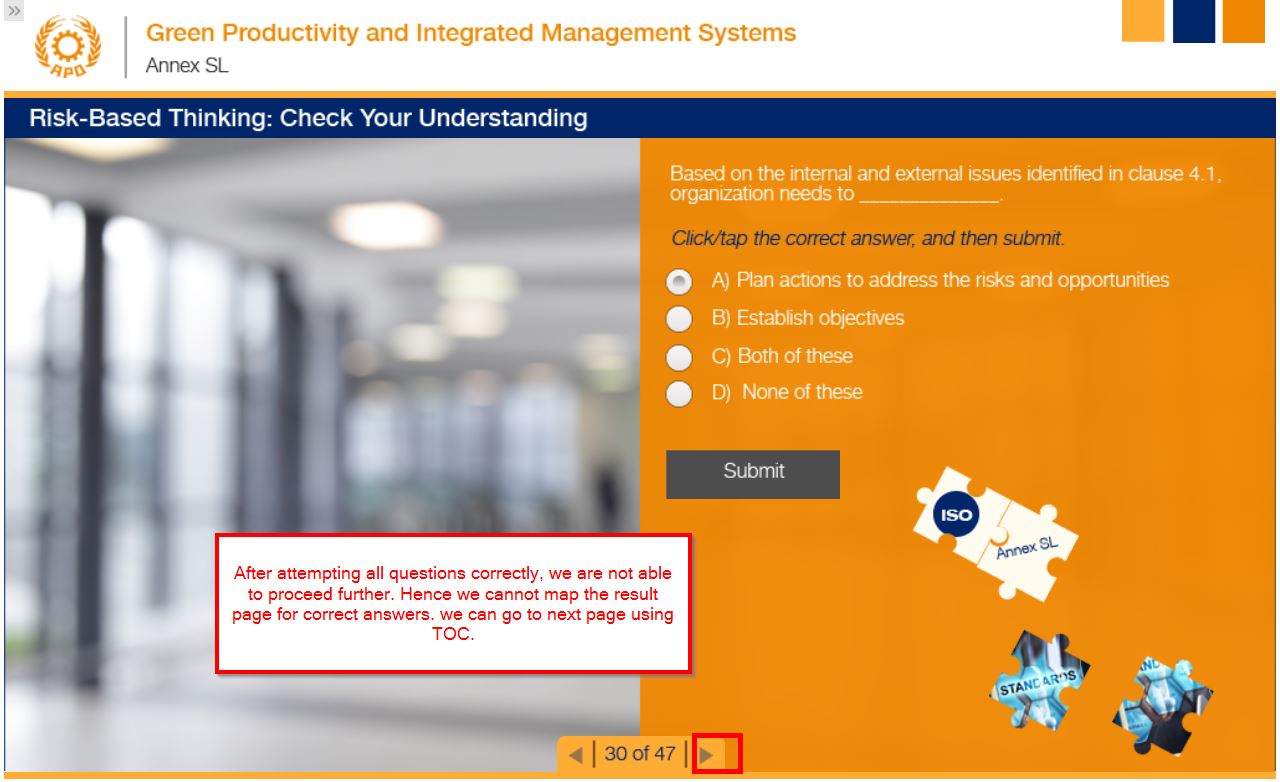 »
APO
Green Productivity and Integrated Management Systems
Annex SL
Risk-Based Thinking: Check Your Understanding
Based on the internal and external issues identified in clause 4.1,
organization needs to ______________.
Click/tap the correct answer, and then submit.
A) Plan actions to address the risks and opportunities
B) Establish objectives
C) Both of these
D) None of these
Submit
ISO
Annex SL
After attempting all questions correctly, we are not able
to proceed further. Hence we cannot map the result
page for correct answers. we can go to next page using
TOC.
STANDARDS
30 of 47